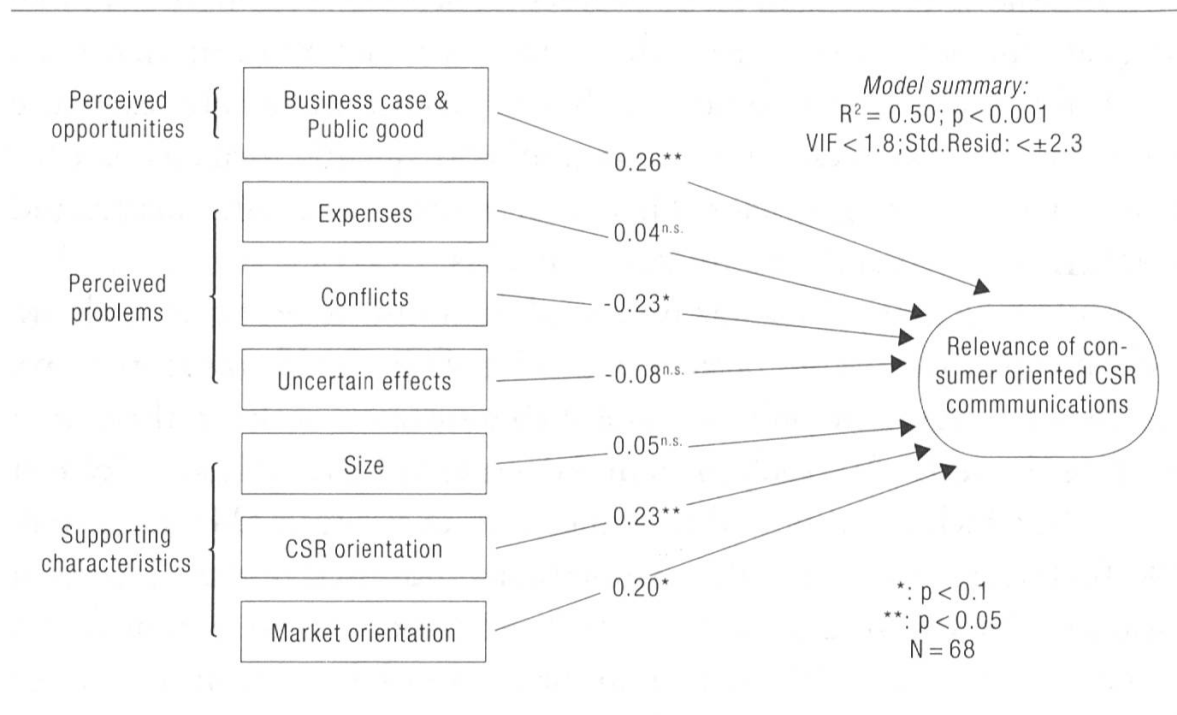 Perceived
opportunities
Business case &
Public good
Model summary:
R² = 0.50; p < 0.001
VIF < 1.8;Std.Resid: <±2.3
0.26**
Expenses
0.04n.s.
Perceived
problems
Conflicts
-0.23*
Uncertain effects
-0.08n.s.
Relevance of con-
sumer oriented CSR
commmunications
Size
0.05n.s.
Supporting
characteristics
CSR orientation
0.23**
Market orientation
0.20*
*: p < 0.1
**: p < 0.05
N = 68